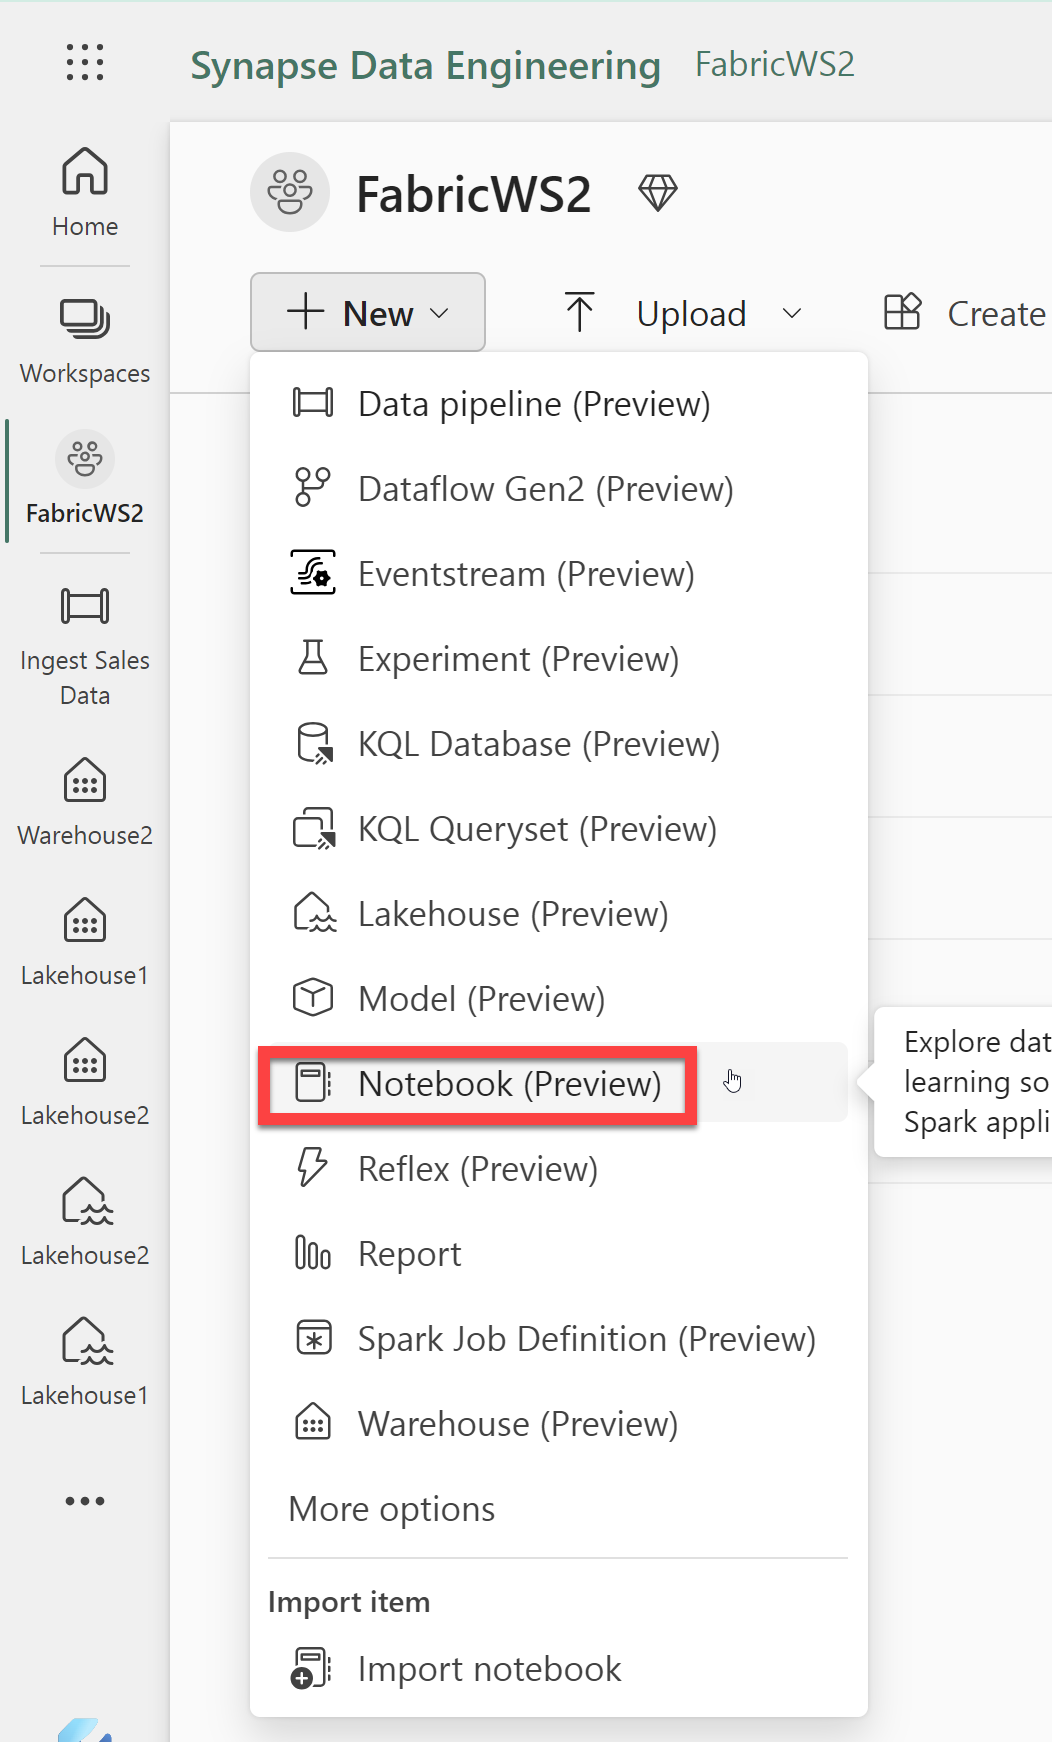 Synapse Data Engineering FabricWS2
Home
Workspaces
FabricWS2
Ingest Sales
Data
Warehouse2
Lakehouse1
Lakehouse2
Lakehouse2
Lakehouse1
FabricWS2
New
Upload
Create
Data pipeline (Preview)
Dataflow Gen2 (Preview)
Eventstream (Preview)
Experiment (Preview)
KQL Database (Preview)
KQL Queryset (Preview)
Lakehouse (Preview)
Model (Preview)
Notebook (Preview)
Explore dat
learning so
Spark appli
Reflex (Preview)
Report
Spark Job Definition (Preview)
Warehouse (Preview)
More options
Import item
Import notebook